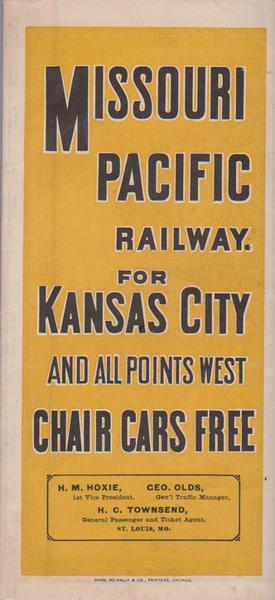 MISSOURI
PACIFIC
RAILWAY.
FOR
KANSAS CITY
AND ALL POINTS WEST
CHAIR CARS FREE
H. M. HOXIE, GEO. OLDS,
1st Vice President, Gen'l Traffic Manager,
H. C. TOWNSEND,
General Passenger and Ticket Agent,
ST. LOUIS, MO.
RAND, MCNALLY & CO., PRINTERS, CHICAGO.